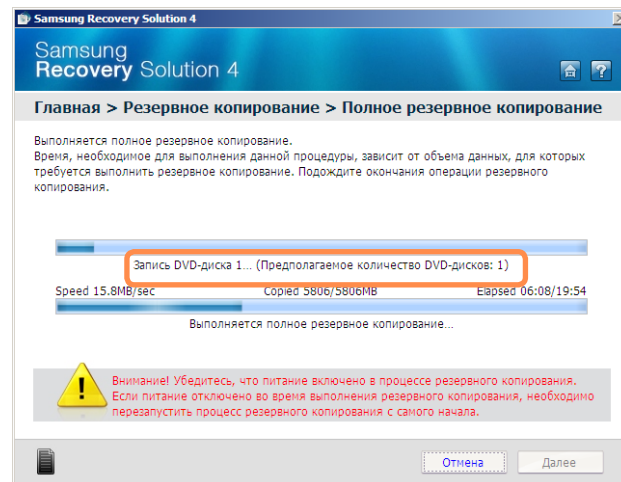 Samsung Recovery Solution 4
Samsung
Recovery Solution 4
Главная > Резервное копирование > Полное резервное копирование
Выполняется полное резервное копирование.
Время, необходимое для выполнения данной процедуры, зависит от объема данных, для которых
требуется выполнить резервное копирование. Подождите окончания операции резервного
копирования.
Запись DVD-диска 1... (Предполагаемое количество DVD-дисков: 1)
Speed 15.8MB/sec Copied 5806/5806MB Elapsed 06:08/19:54
Выполняется полное резервное копирование...
Внимание! Убедитесь, что питание включено в процессе резервного копирования.
Если питание отключено во время выполнения резервного копирования, необходимо
перезапустить процесс резервного копирования с самого начала.
Отмена Далее